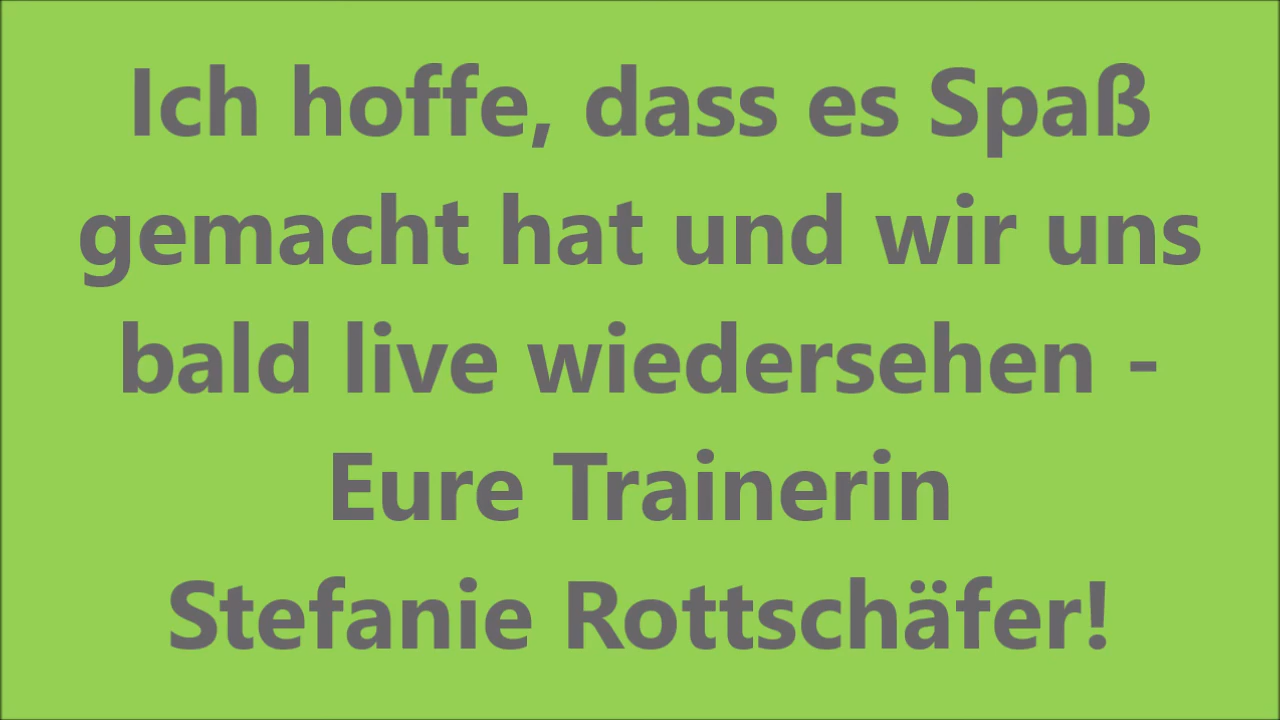 Ich hoffe, dass es Spaß
gemacht hat und wir uns
bald live wiedersehen -
Eure Trainerin
Stefanie Rottschäfer!